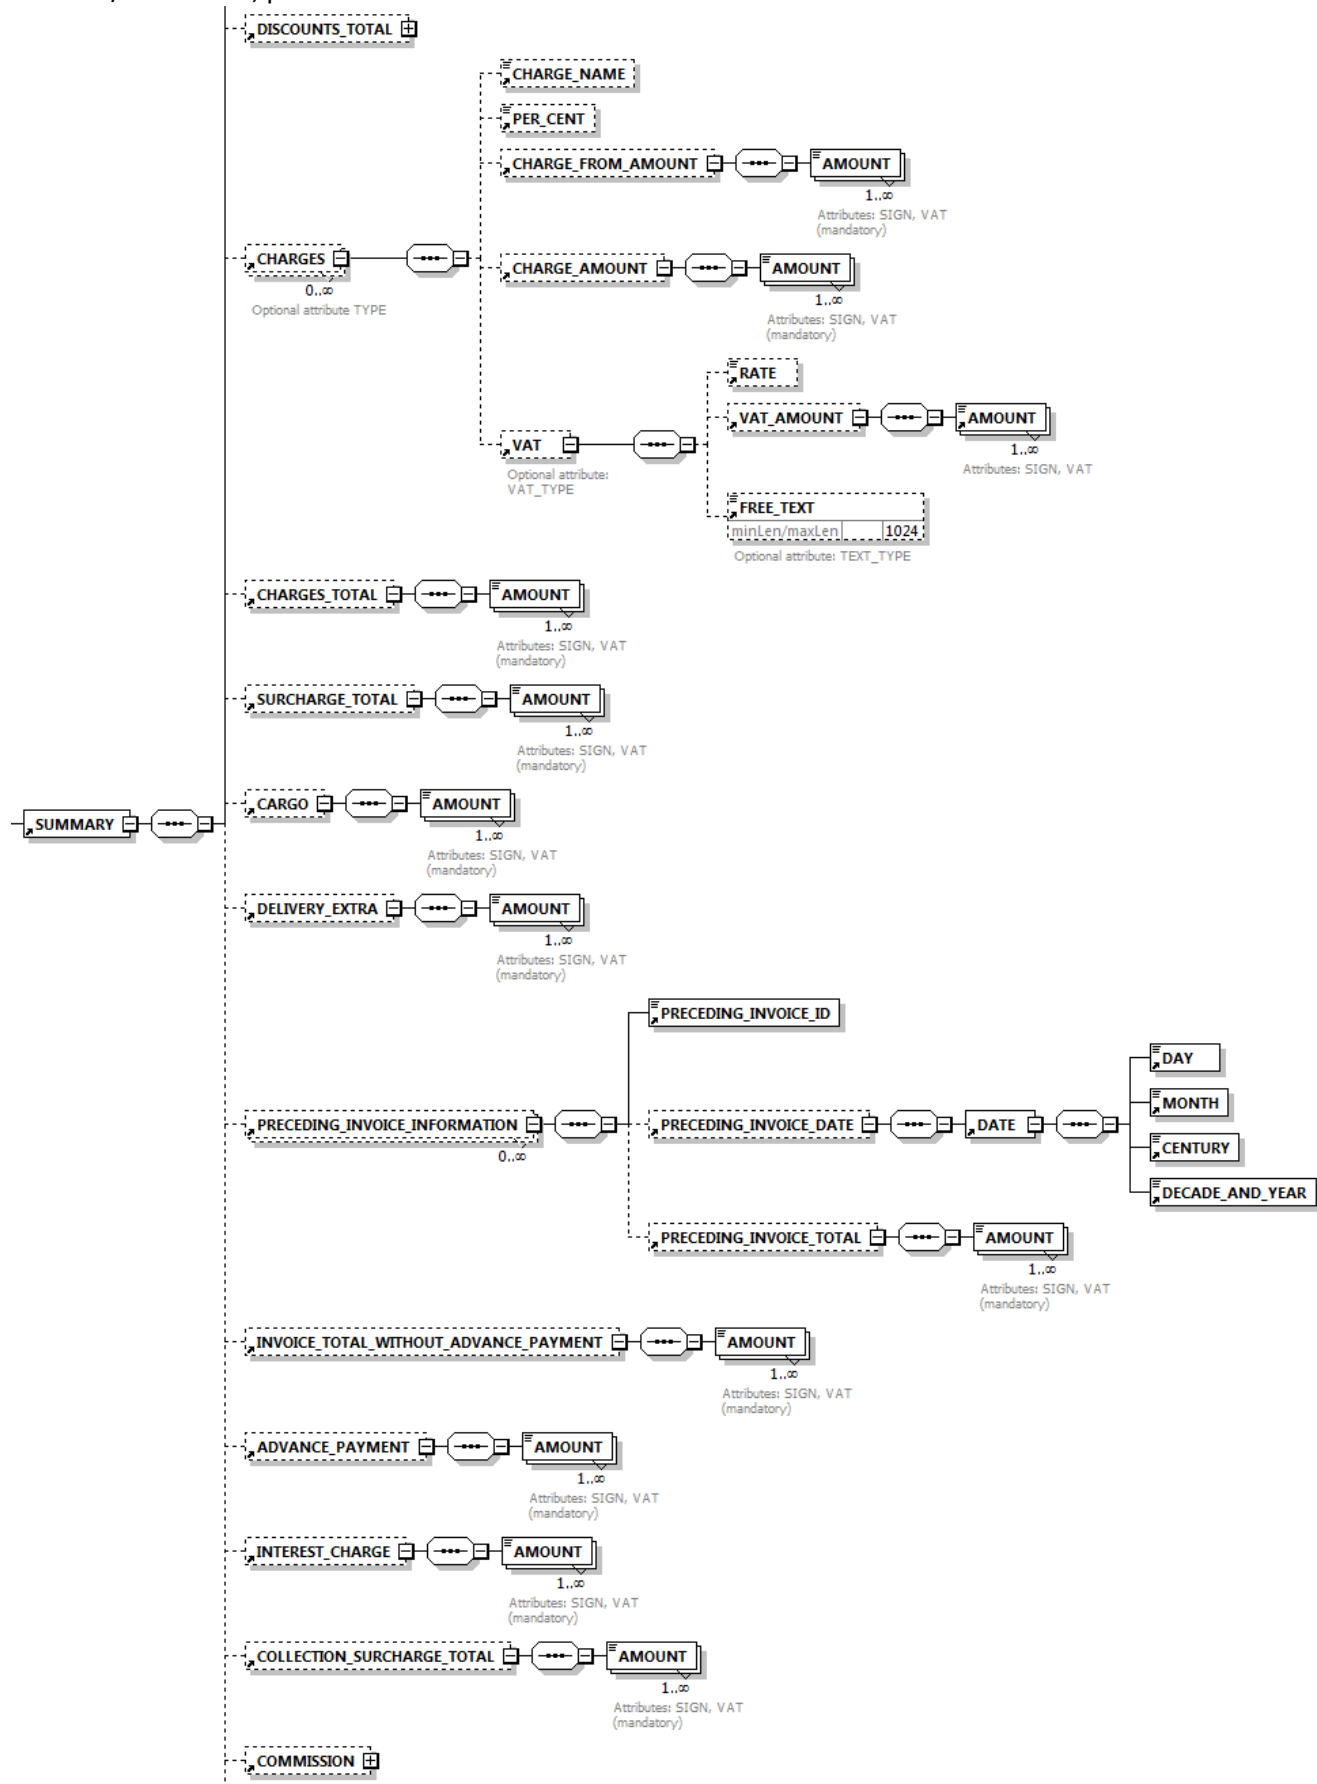 DISCOUNTS_TOTAL
CHARGE_NAME
PER_CENT
CHARGE_FROM_AMOUNT
AMOUNT
1..∞
Attributes: SIGN, VAT
(mandatory)
CHARGES
0..∞
Optional attribute TYPE
CHARGE_AMOUNT
AMOUNT
1..∞
Attributes: SIGN, VAT
(mandatory)
RATE
VAT_AMOUNT
AMOUNT
1..∞
Attributes: SIGN, VAT
VAT
Optional attribute:
VAT_TYPE
FREE_TEXT
minLen/maxLen 1024
Optional attribute: TEXT_TYPE
CHARGES_TOTAL
AMOUNT
1..∞
Attributes: SIGN, VAT
(mandatory)
SURCHARGE_TOTAL
AMOUNT
1..∞
Attributes: SIGN, VAT
(mandatory)
SUMMARY
CARGO
AMOUNT
1..∞
Attributes: SIGN, VAT
(mandatory)
DELIVERY_EXTRA
AMOUNT
1..∞
Attributes: SIGN, VAT
(mandatory)
PRECEDING_INVOICE_ID
PRECEDING_INVOICE_INFORMATION
0..∞
PRECEDING_INVOICE_DATE
DATE
DAY
MONTH
CENTURY
DECADE_AND_YEAR
PRECEDING_INVOICE_TOTAL
AMOUNT
1..∞
Attributes: SIGN, VAT
(mandatory)
INVOICE_TOTAL_WITHOUT_ADVANCE_PAYMENT
AMOUNT
1..∞
Attributes: SIGN, VAT
(mandatory)
ADVANCE_PAYMENT
AMOUNT
1..∞
Attributes: SIGN, VAT
(mandatory)
INTEREST_CHARGE
AMOUNT
1..∞
Attributes: SIGN, VAT
(mandatory)
COLLECTION_SURCHARGE_TOTAL
AMOUNT
1..∞
Attributes: SIGN, VAT
(mandatory)
COMMISSION